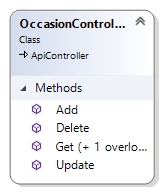 OccasionControl...
Class
ApiController
Methods
Add
Delete
Get (+ 1 overlo...
Update